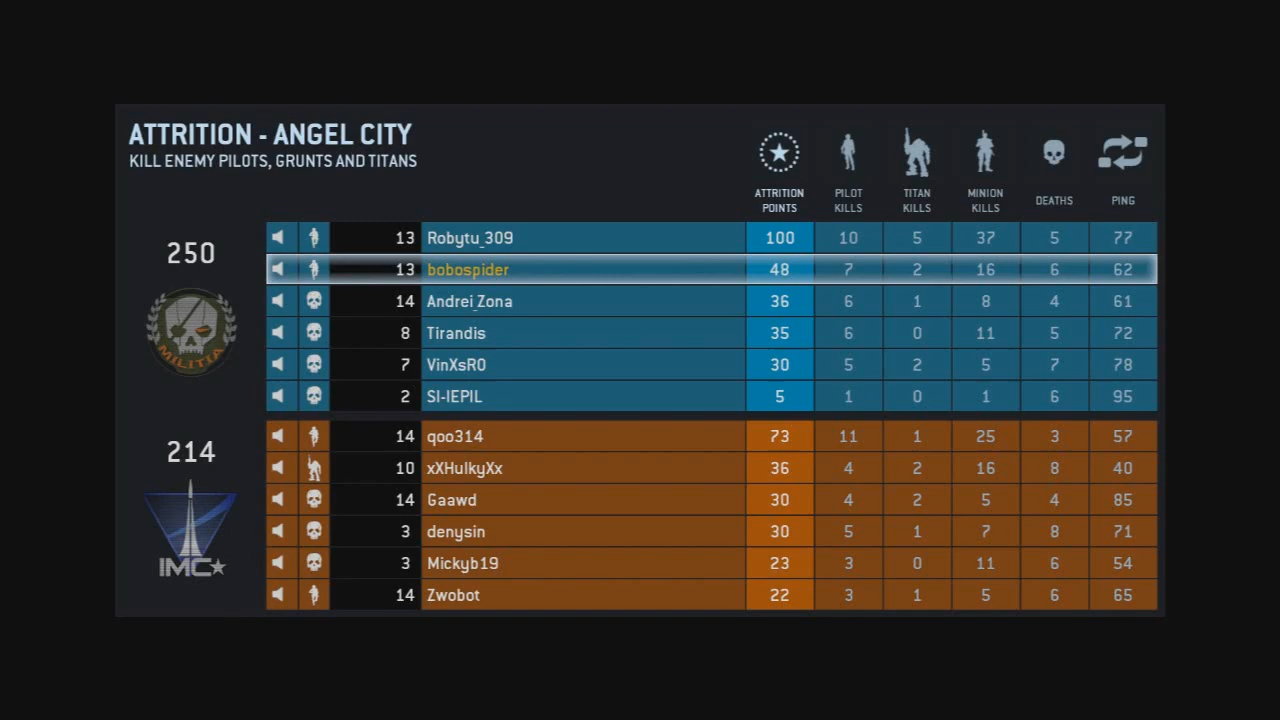 ATTRITION - ANGEL CITY
KILL ENEMY PILOTS, GRUNTS AND TITANS
ATTRITION POINTS PILOT KILLS TITAN KILLS MINION KILLS DEATHS PING
250
MILITIA
13 Robytu_309 100 10 5 37 5 77
13 bobospider 48 7 2 16 6 62
14 Andrei_Zona 36 6 1 8 4 61
8 Tirandis 35 6 0 11 5 72
7 VinXsR0 30 5 2 5 7 78
2 SI-IEPIL 5 1 0 1 6 95
214
IMC
14 qoo314 73 11 1 25 3 57
10 xXHulkyXx 36 4 2 16 8 40
14 Gaawd 30 4 2 5 4 85
3 denysin 30 5 1 7 8 71
3 Mickyb19 23 3 0 11 6 54
14 Zwobot 22 3 1 5 6 65